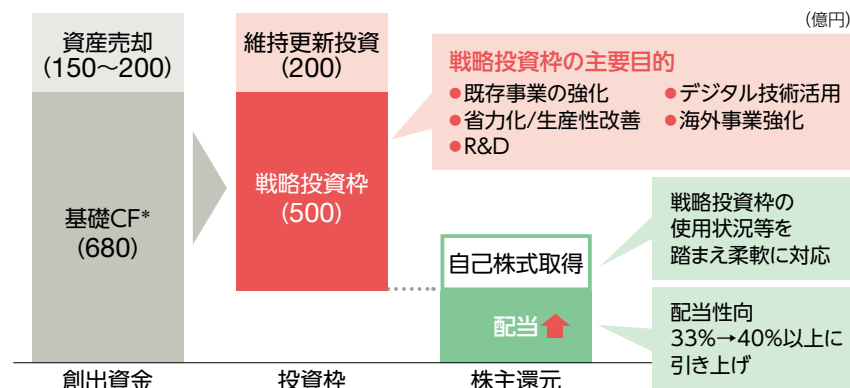 (億円)
資産売却
(150〜200)
基礎CF*
(680)
創出資金
維持更新投資
(200)
戦略投資枠
(500)
投資枠
戦略投資枠の主要目的
●既存事業の強化
●デジタル技術活用
●省力化/生産性改善
●海外事業強化
●R&D
自己株式取得
配当
株主還元
戦略投資枠の
使用状況等を
踏まえ柔軟に対応
配当性向
33%→40%以上に
引き上げ